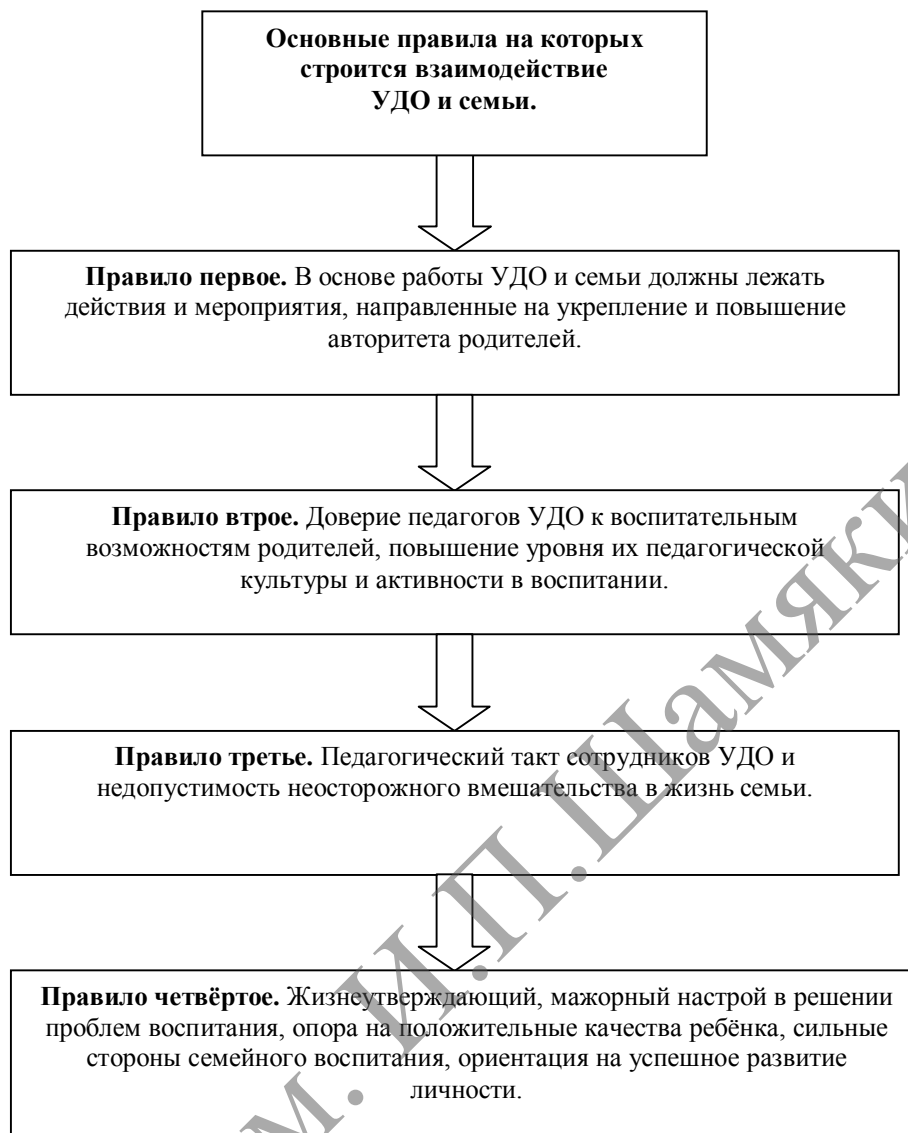 Основные правила на которых
строится взаимодействие
УДО и семьи.
Правило первое. В основе работы УДО и семьи должны лежать
действия и мероприятия, направленные на укрепление и повышение
авторитета родителей.
Правило втрое. Доверие педагогов УДО к воспитательным
возможностям родителей, повышение уровня их педагогической
культуры и активности в воспитании.
Правило третье. Педагогический такт сотрудников УДО и
недопустимость неосторожного вмешательства в жизнь семьи.
Правило четвёртое. Жизнеутверждающий, мажорный настрой в решении
проблем воспитания, опора на положительные качества ребёнка, сильные
стороны семейного воспитания, ориентация на успешное развитие
личности.
м. И.П.Шамяки